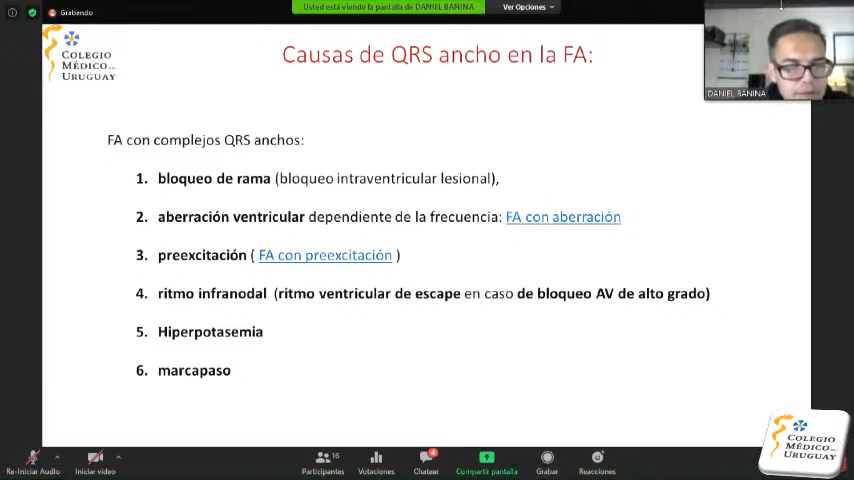 Grabando
Usted está viendo la pantalla de DANIEL BANINA
Ver Opciones
COLEGIO
MÉDICO
URUGUAY
Causas de QRS ancho en la FA:
DANIEL BANINA
FA con complejos QRS anchos:
1. bloqueo de rama (bloqueo intraventricular lesional),
2. aberración ventricular dependiente de la frecuencia: FA con aberración
3. preexcitación ( FA con preexcitación )
4. ritmo infranodal (ritmo ventricular de escape en caso de bloqueo AV de alto grado)
5. Hiperpotasemia
6. marcapaso
COLEGIO
MÉDICO
URUGUAY
Re-Iniciar Audio
Iniciar video
16
Participantes
Votaciones
4
Chatear
Compartir pantalla
Grabar
Reacciones